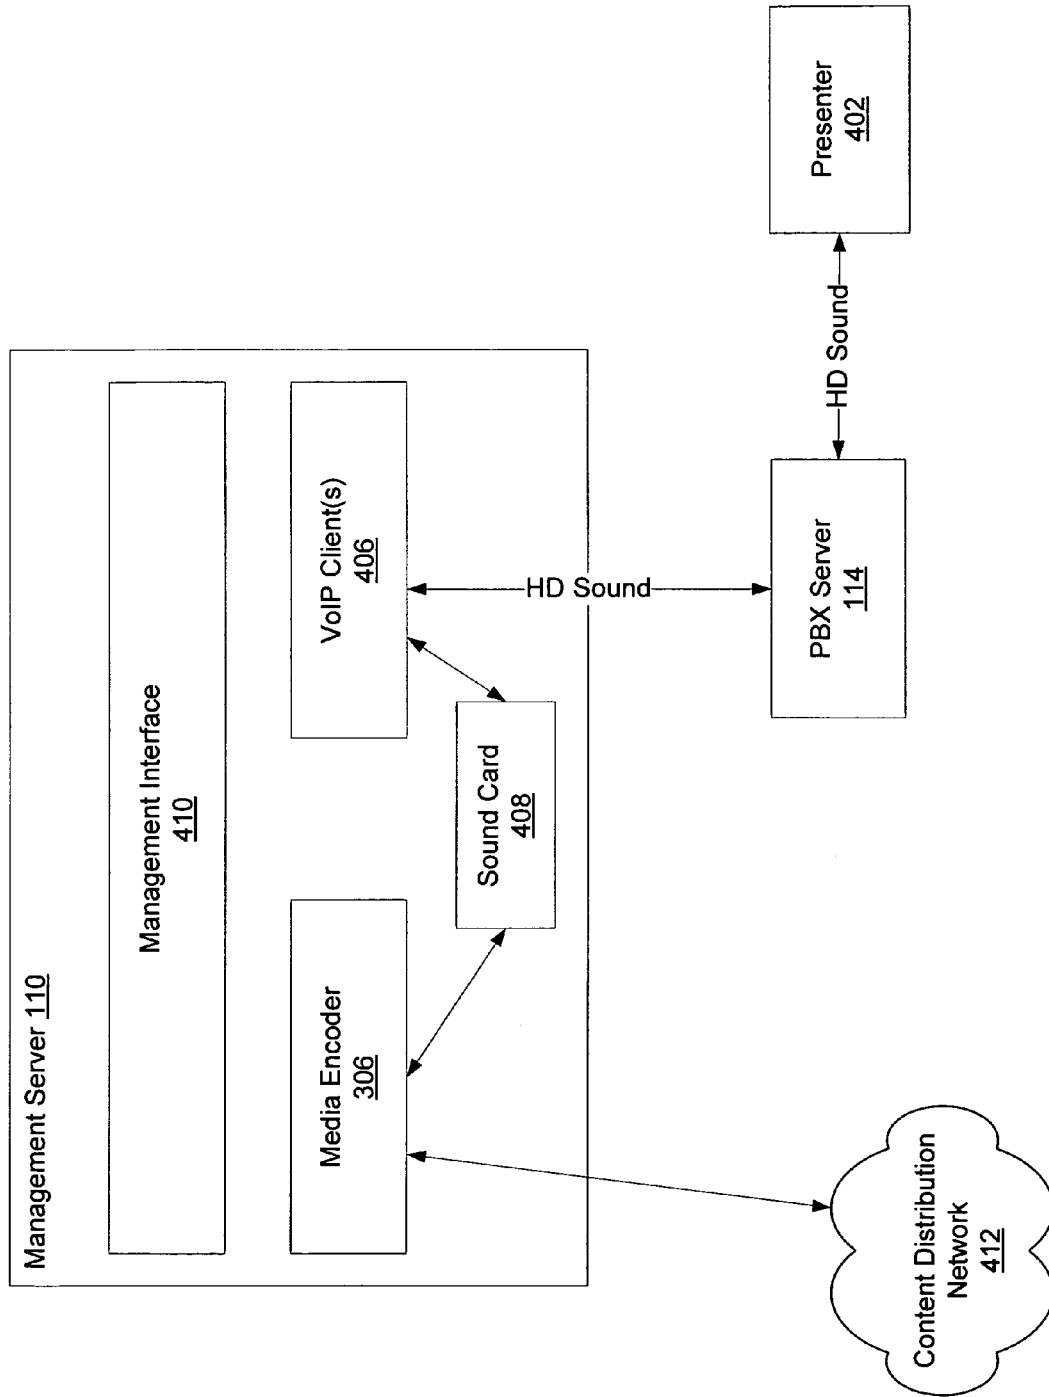 Management Server 110
Management Interface
410
Media Encoder
306
VoIP Client(s)
406
Sound Card
408
HD Sound
Content Distribution
Network
412
PBX Server
114
HD Sound
Presenter
402